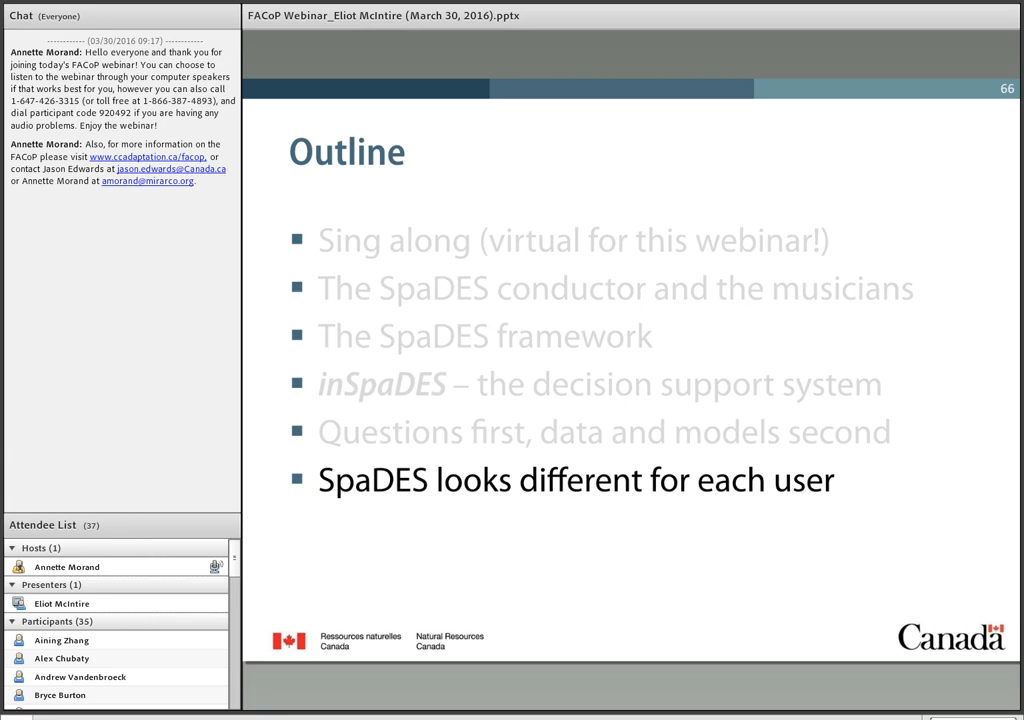 Chat (Everyone)
------------ (03/30/2016 09:17) ------------
Annette Morand: Hello everyone and thank you for
joining today's FACoP webinar! You can choose to
listen to the webinar through your computer speakers
if that works best for you, however you can also call
1-647-426-3315 (or toll free at 1-866-387-4893), and
dial participant code 920492 if you are having any
audio problems. Enjoy the webinar!
Annette Morand: Also, for more information on the
FACoP please visit www.ccadaptation.ca/facop, or
contact Jason Edwards at jason.edwards@Canada.ca
or Annette Morand at amorand@mirarco.org.
Attendee List (37)
Hosts (1)
Annette Morand
Presenters (1)
Eliot McIntire
Participants (35)
Aining Zhang
Alex Chubaty
Andrew Vandenbroeck
Bryce Burton
FACoP Webinar_Eliot McIntire (March 30, 2016).pptx
66
Outline
Sing along (virtual for this webinar!)
The SpaDES conductor and the musicians
The SpaDES framework
inSpaDES – the decision support system
Questions first, data and models second
SpaDES looks different for each user
Ressources naturelles Natural Resources
Canada Canada
Canada